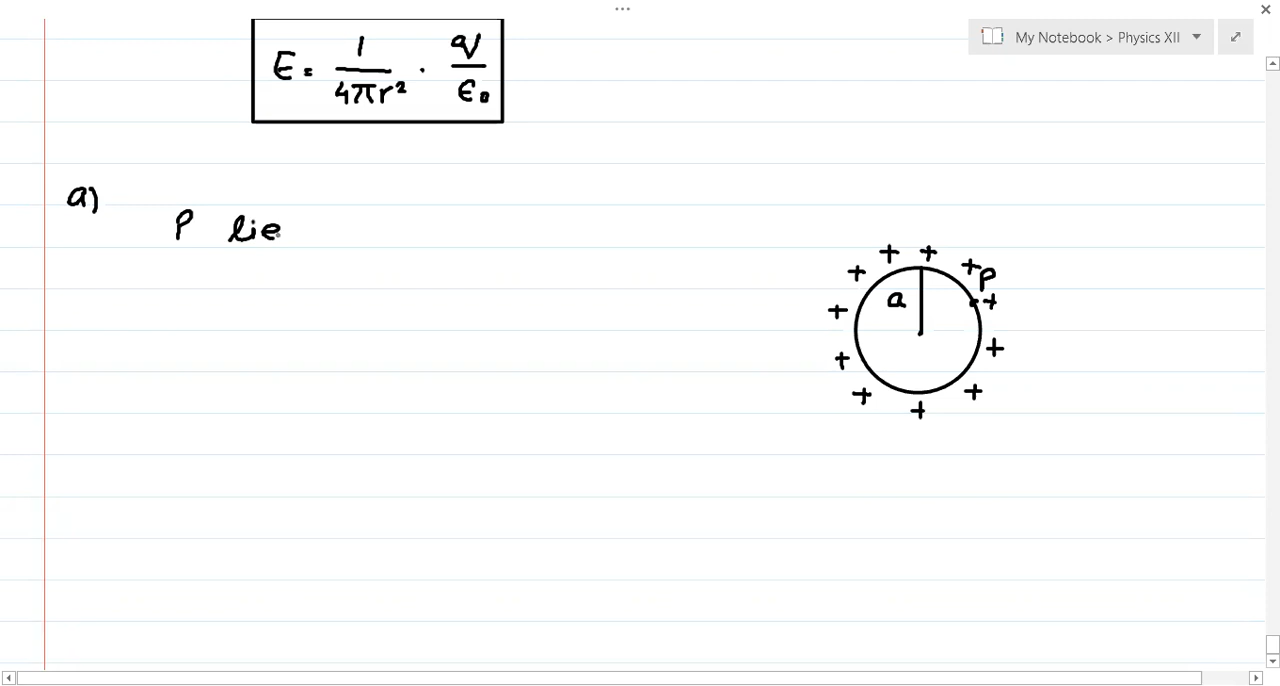 My Notebook > Physics XII
E = 1/4πr² · q/ε₀
a)
P lie
P
a